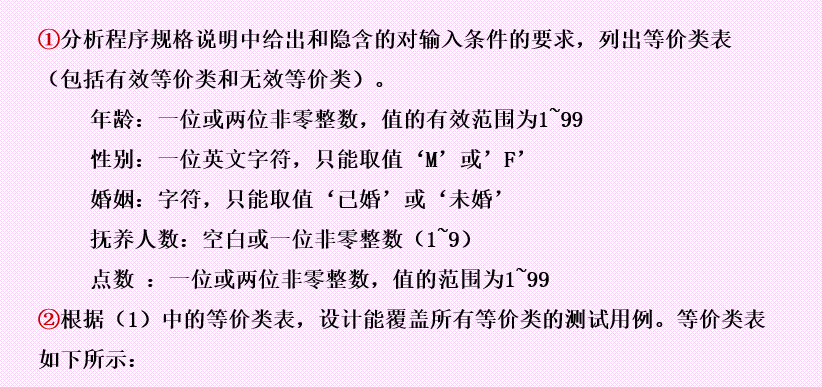 ①分析程序规格说明中给出和隐含的对输入条件的要求，列出等价类表
（包括有效等价类和无效等价类）。
年龄：一位或两位非零整数，值的有效范围为1~99
性别：一位英文字符，只能取值‘M’或’F’
婚姻：字符，只能取值‘已婚’或‘未婚’
抚养人数：空白或一位非零整数（1~9）
点数 ：一位或两位非零整数，值的范围为1~99
②根据（1）中的等价类表，设计能覆盖所有等价类的测试用例。等价类表
如下所示：